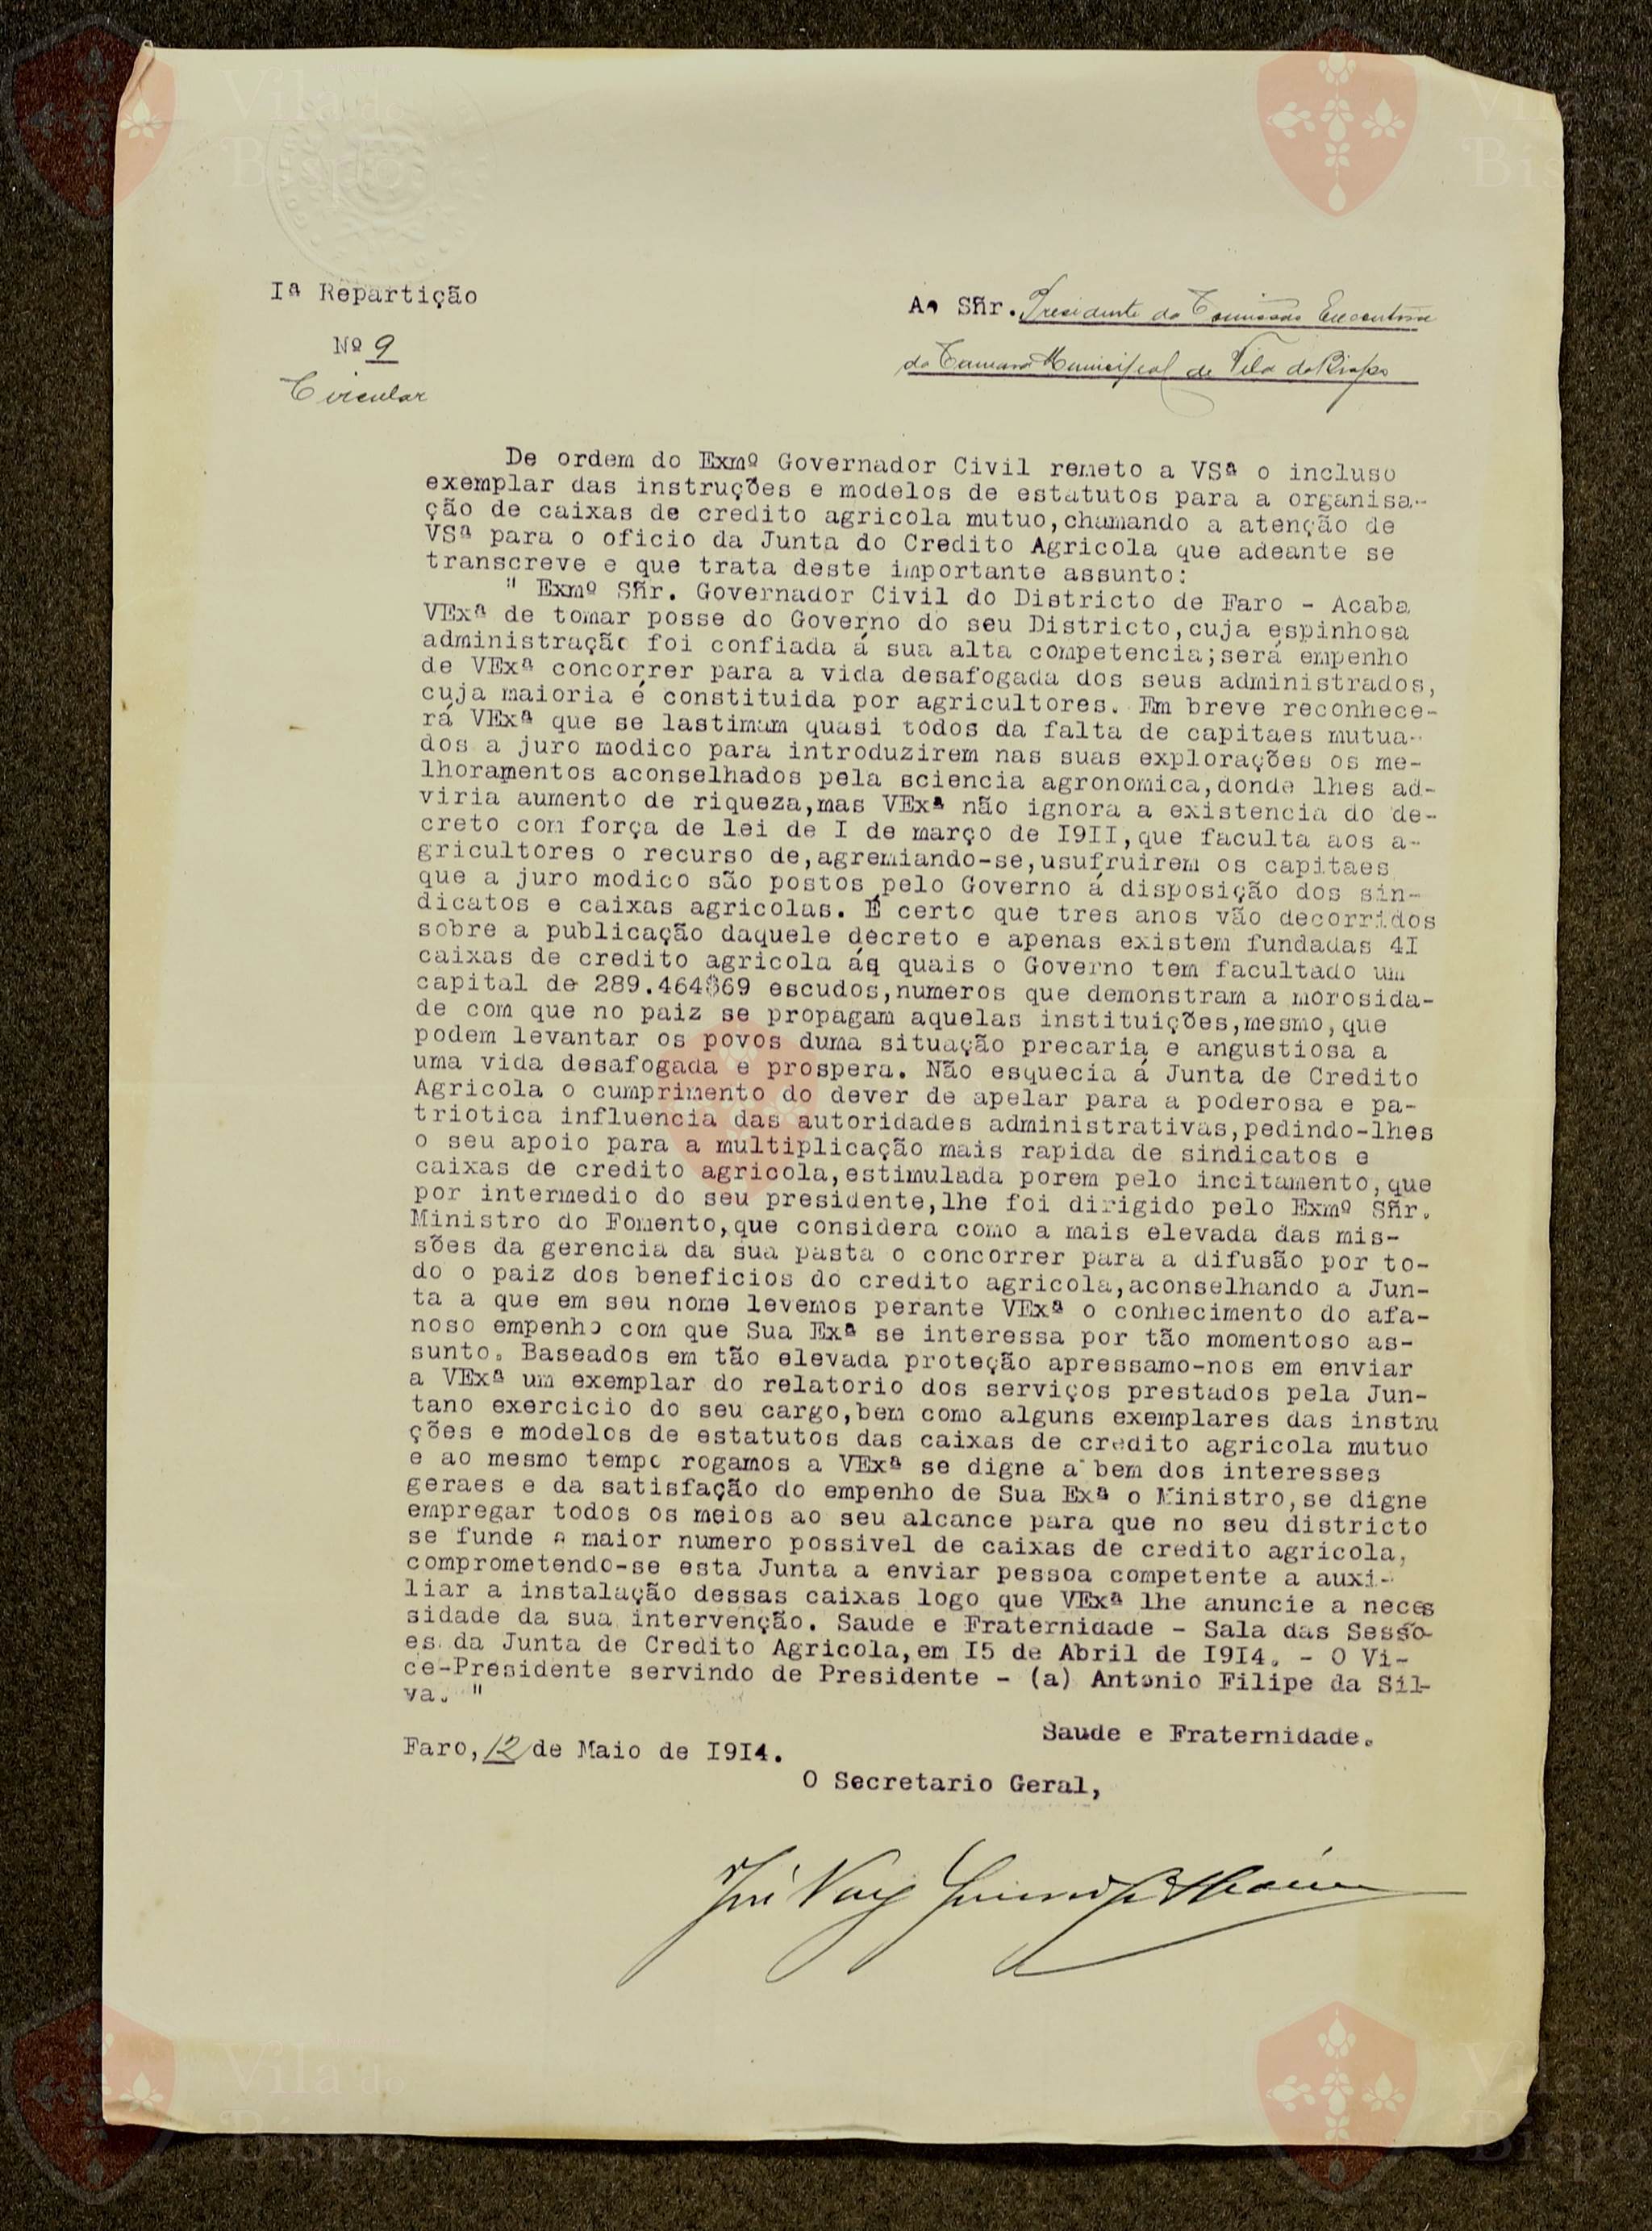 Vila do
Bispo
Iª Repartição
Nº 9
Circular
Ao Sñr. Presidente da Comissão Executiva
da Camara Municipal de Vila do Bispo
De ordem do Exmº Governador Civil remeto a VSª o incluso
exemplar das instruções e modelos de estatutos para a organisa-
ção de caixas de credito agricola mutuo,chamando a atenção de
VSª para o oficio da Junta do Credito Agricola que adeante se
transcreve e que trata deste importante assunto:
" Exmº Sñr. Governador Civil do Districto de Faro - Acaba
VExª de tomar posse do Governo do seu Districto,cuja espinhosa
administração foi confiada á sua alta competencia;será empenho
de VExª concorrer para a vida desafogada dos seus administrados,
cuja maioria é constituida por agricultores. Em breve reconhece-
rá VExª que se lastimam quasi todos da falta de capitaes mutua-
dos a juro modico para introduzirem nas suas explorações os me-
lhoramentos aconselhados pela sciencia agronomica,donde lhes ad-
viria aumento de riqueza,mas VExª não ignora a existencia do de-
creto com força de lei de I de março de I9II,que faculta aos a-
gricultores o recurso de,agremiando-se,usufruirem os capitaes
que a juro modico são postos pelo Governo á disposição dos sin-
dicatos e caixas agricolas. É certo que tres anos vão decorridos
sobre a publicação daquele decreto e apenas existem fundadas 4I
caixas de credito agricola ás quais o Governo tem facultado um
capital de 289.464$69 escudos,numeros que demonstram a morosida-
de com que no paiz se propagam aquelas instituições,mesmo,que
podem levantar os povos duma situação precaria e angustiosa a
uma vida desafogada e prospera. Não esquecia á Junta de Credito
Agricola o cumprimento do dever de apelar para a poderosa e pa-
triotica influencia das autoridades administrativas,pedindo-lhes
o seu apoio para a multiplicação mais rapida de sindicatos e
caixas de credito agricola,estimulada porem pelo incitamento,que
por intermedio do seu presidente,lhe foi dirigido pelo Exmº Sñr.
Ministro do Fomento,que considera como a mais elevada das mis-
sões da gerencia da sua pasta o concorrer para a difusão por to-
do o paiz dos beneficios do credito agricola,aconselhando a Jun-
ta a que em seu nome levemos perante VExª o conhecimento do afa-
noso empenho com que Sua Exª se interessa por tão momentoso as-
sunto. Baseados em tão elevada proteção apressamo-nos em enviar
a VExª um exemplar do relatorio dos serviços prestados pela Jun-
tano exercicio do seu cargo,bem como alguns exemplares das instru
ções e modelos de estatutos das caixas de credito agricola mutuo
e ao mesmo tempo rogamos a VExª se digne a bem dos interesses
geraes e da satisfação do empenho de Sua Exª o Ministro,se digne
empregar todos os meios ao seu alcance para que no seu districto
se funde o maior numero possivel de caixas de credito agricola,
comprometendo-se esta Junta a enviar pessoa competente a auxi-
liar a instalação dessas caixas logo que VExª lhe anuncie a neces
sidade da sua intervenção. Saude e Fraternidade - Sala das Sessõ-
es da Junta de Credito Agricola,em I5 de Abril de I9I4. - O Vi-
ce-Presidente servindo de Presidente - (a) Antonio Filipe da Sil-
va. "
Saude e Fraternidade.
Faro, 12 de Maio de I9I4.
O Secretario Geral,
José Vaz
Vila do
Bispo